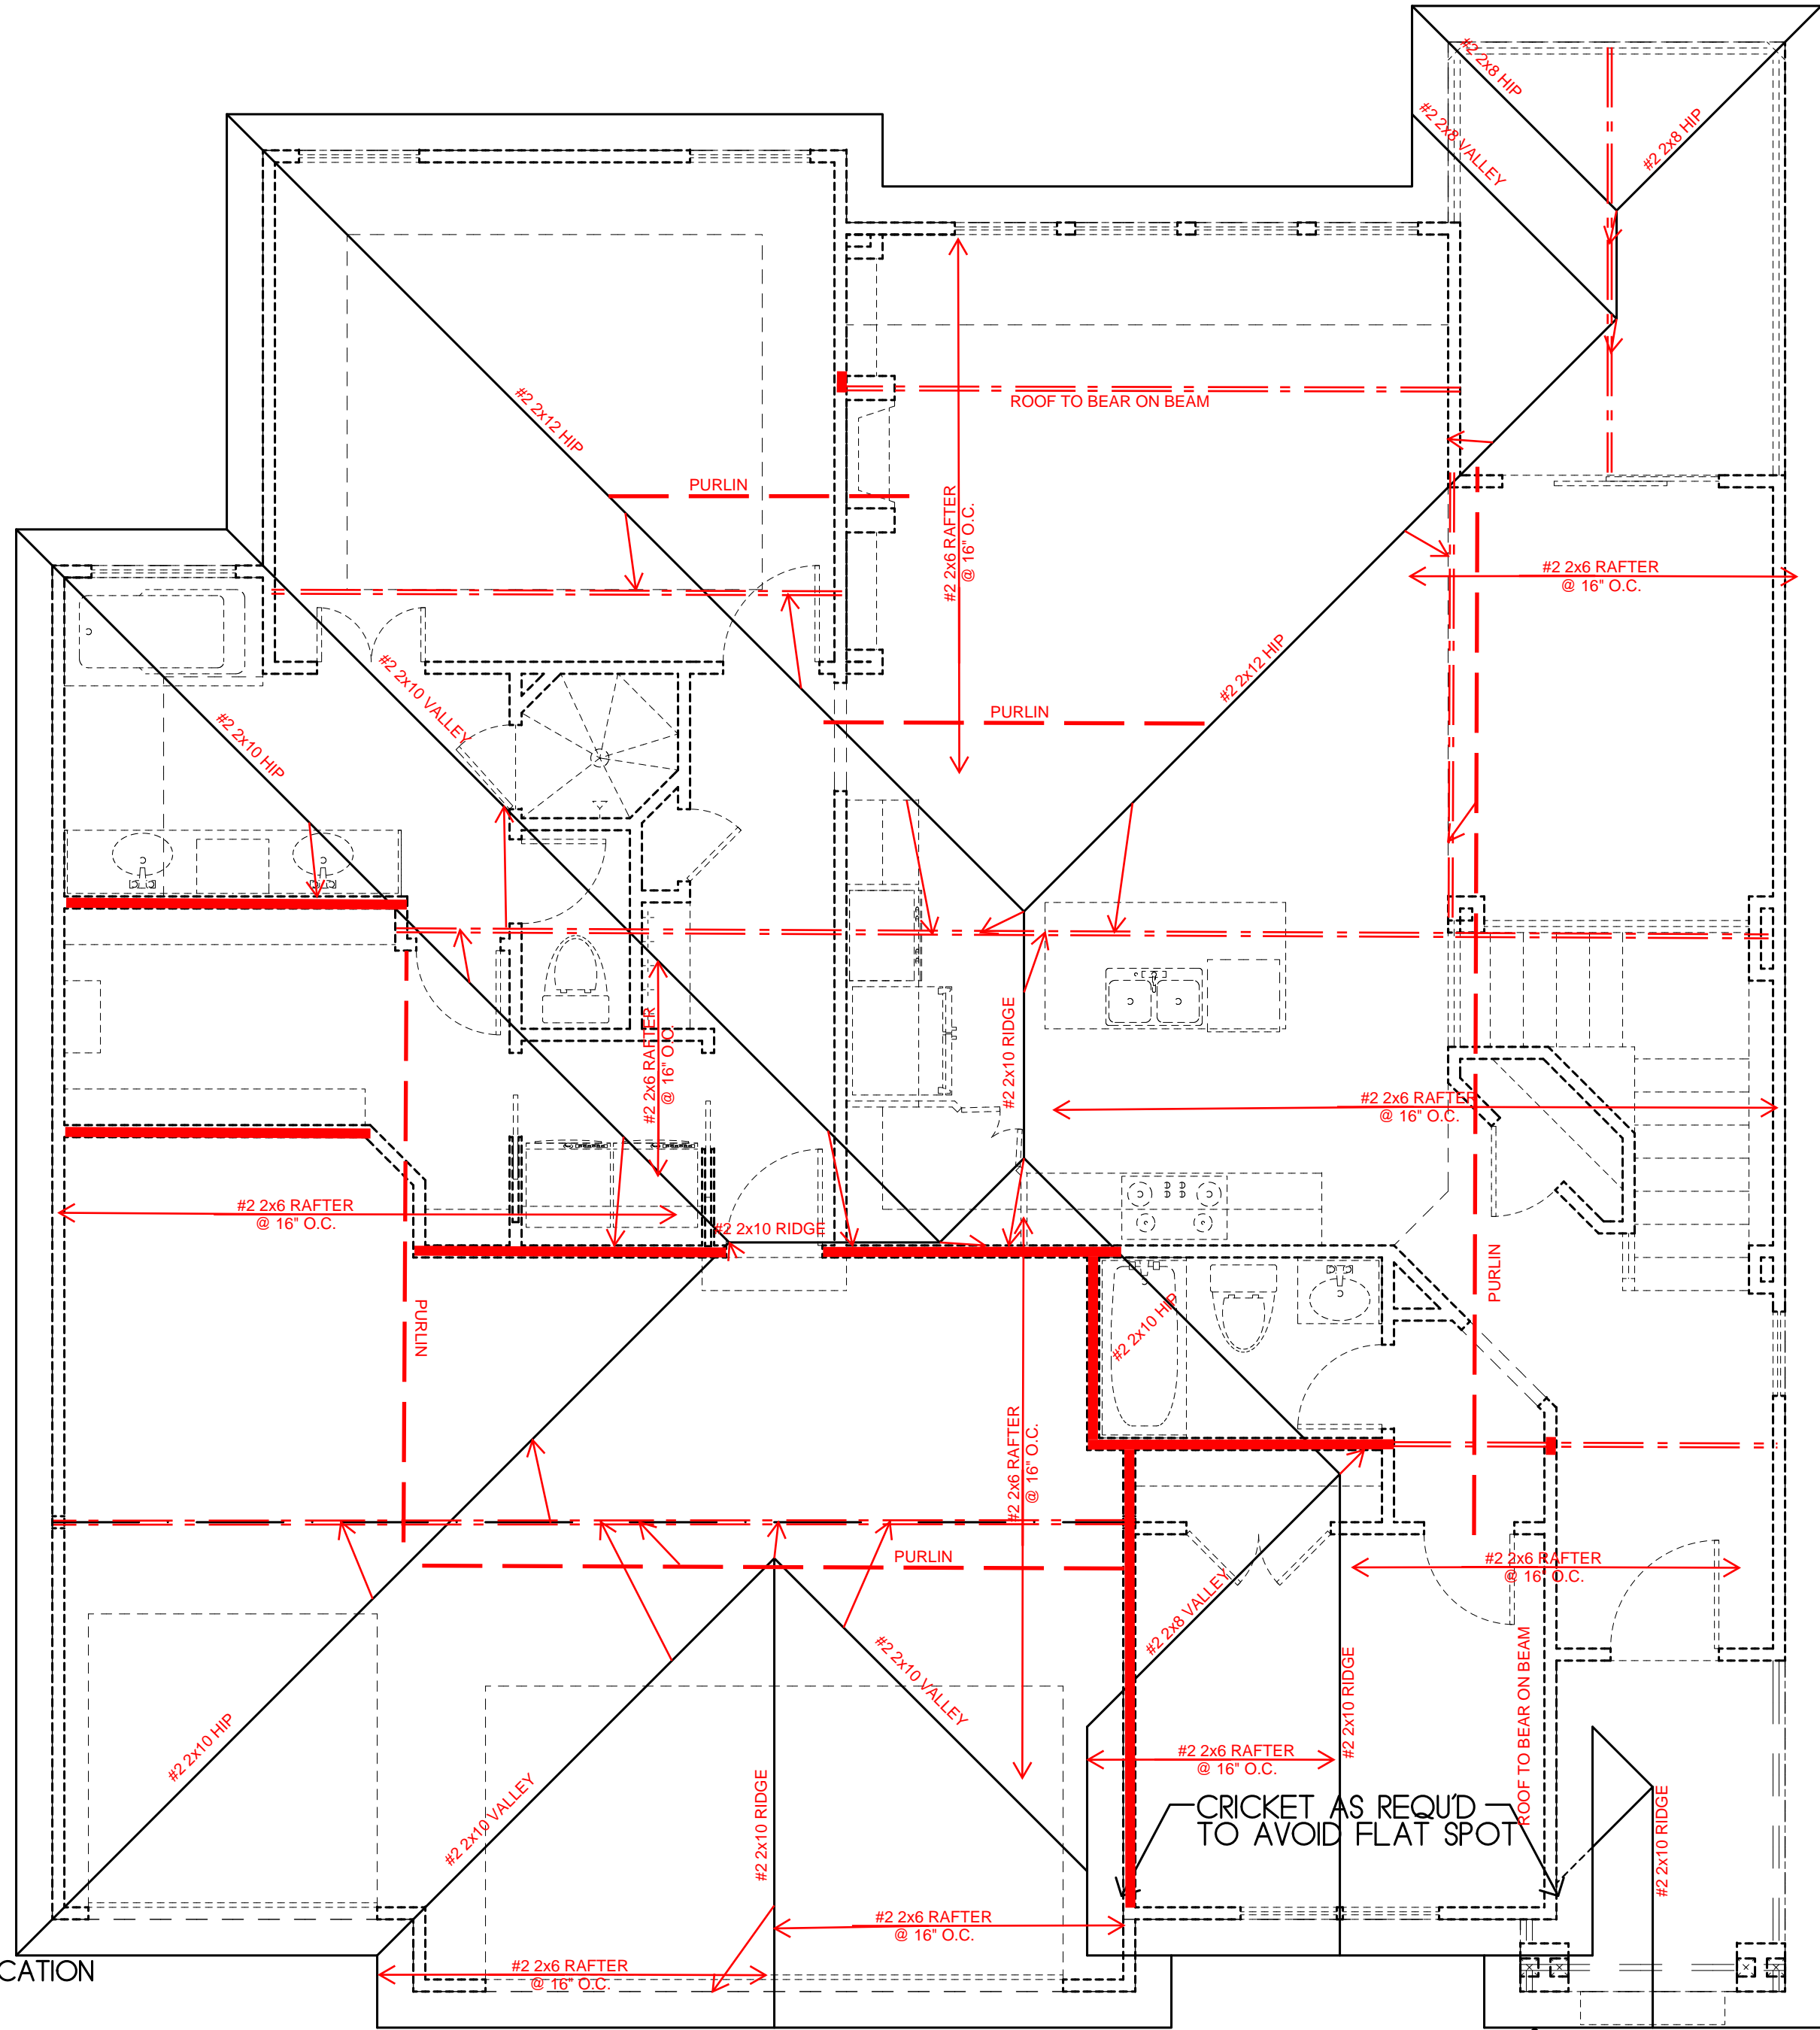 #2 2x8 HIP
#2 2x8 HIP
#2 2x8 VALLEY
ROOF TO BEAR ON BEAM
#2 2x12 HIP
PURLIN
#2 2x6 RAFTER
@ 16" O.C.
#2 2x6 RAFTER
@ 16" O.C.
#2 2x10 VALLEY
#2 2x12 HIP
#2 2x10 HIP
PURLIN
#2 2x6 RAFTER
@ 16" O.C.
#2 2x10 RIDGE
#2 2x6 RAFTER
@ 16" O.C.
#2 2x6 RAFTER
@ 16" O.C.
#2 2x10 RIDGE
PURLIN
PURLIN
#2 2x10 HIP
#2 2x6 RAFTER
@ 16" O.C.
PURLIN
#2 2x6 RAFTER
@ 16" O.C.
#2 2x8 VALLEY
#2 2x10 VALLEY
#2 2x10 RIDGE
ROOF TO BEAR ON BEAM
#2 2x10 HIP
#2 2x10 VALLEY
#2 2x10 RIDGE
#2 2x6 RAFTER
@ 16" O.C.
CRICKET AS REQU'D
TO AVOID FLAT SPOT
#2 2x10 RIDGE
#2 2x6 RAFTER
@ 16" O.C.
#2 2x6 RAFTER
@ 16" O.C.
CATION